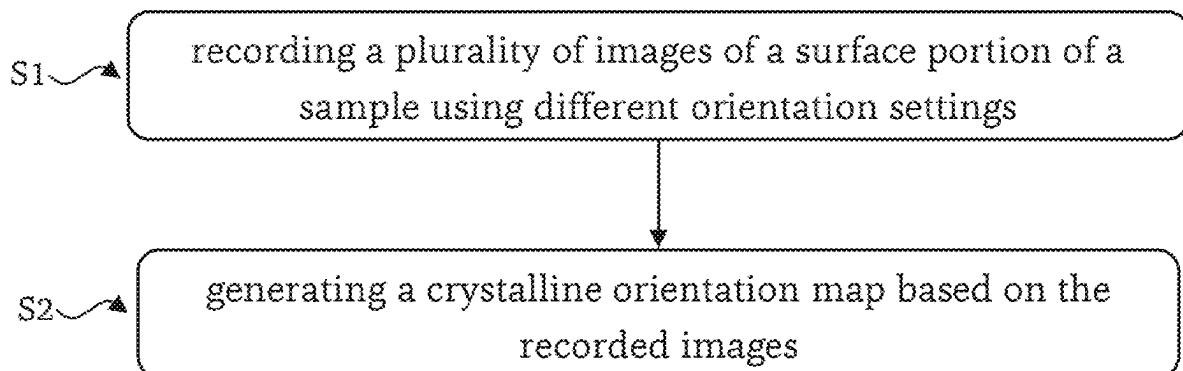 S1
recording a plurality of images of a surface portion of a
sample using different orientation settings
S2
generating a crystalline orientation map based on the
recorded images